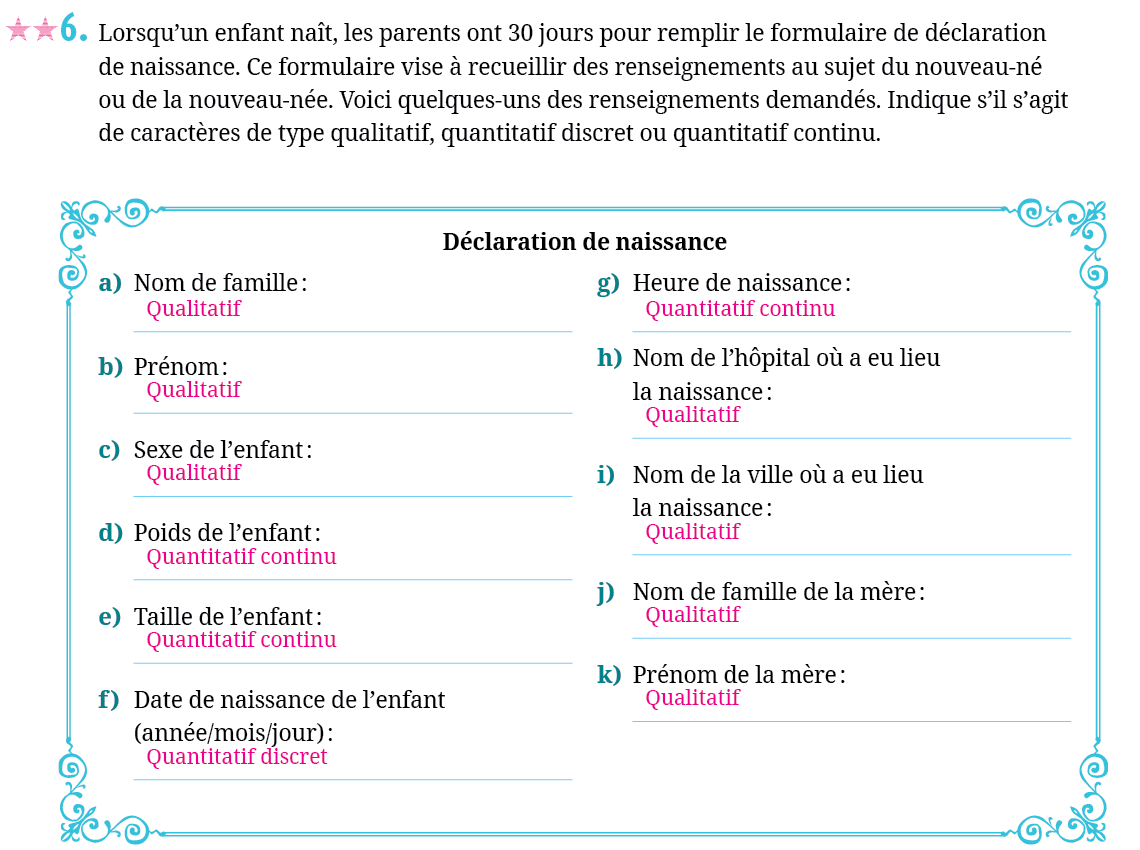 6. Lorsqu’un enfant naît, les parents ont 30 jours pour remplir le formulaire de déclaration
de naissance. Ce formulaire vise à recueillir des renseignements au sujet du nouveau-né
ou de la nouveau-née. Voici quelques-uns des renseignements demandés. Indique s’il s’agit
de caractères de type qualitatif, quantitatif discret ou quantitatif continu.
Déclaration de naissance
a) Nom de famille :
Qualitatif
b) Prénom :
Qualitatif
c) Sexe de l’enfant :
Qualitatif
d) Poids de l’enfant :
Quantitatif continu
e) Taille de l’enfant :
Quantitatif continu
f) Date de naissance de l’enfant
(année/mois/jour) :
Quantitatif discret
g) Heure de naissance :
Quantitatif continu
h) Nom de l’hôpital où a eu lieu
la naissance :
Qualitatif
i) Nom de la ville où a eu lieu
la naissance :
Qualitatif
j) Nom de famille de la mère :
Qualitatif
k) Prénom de la mère :
Qualitatif